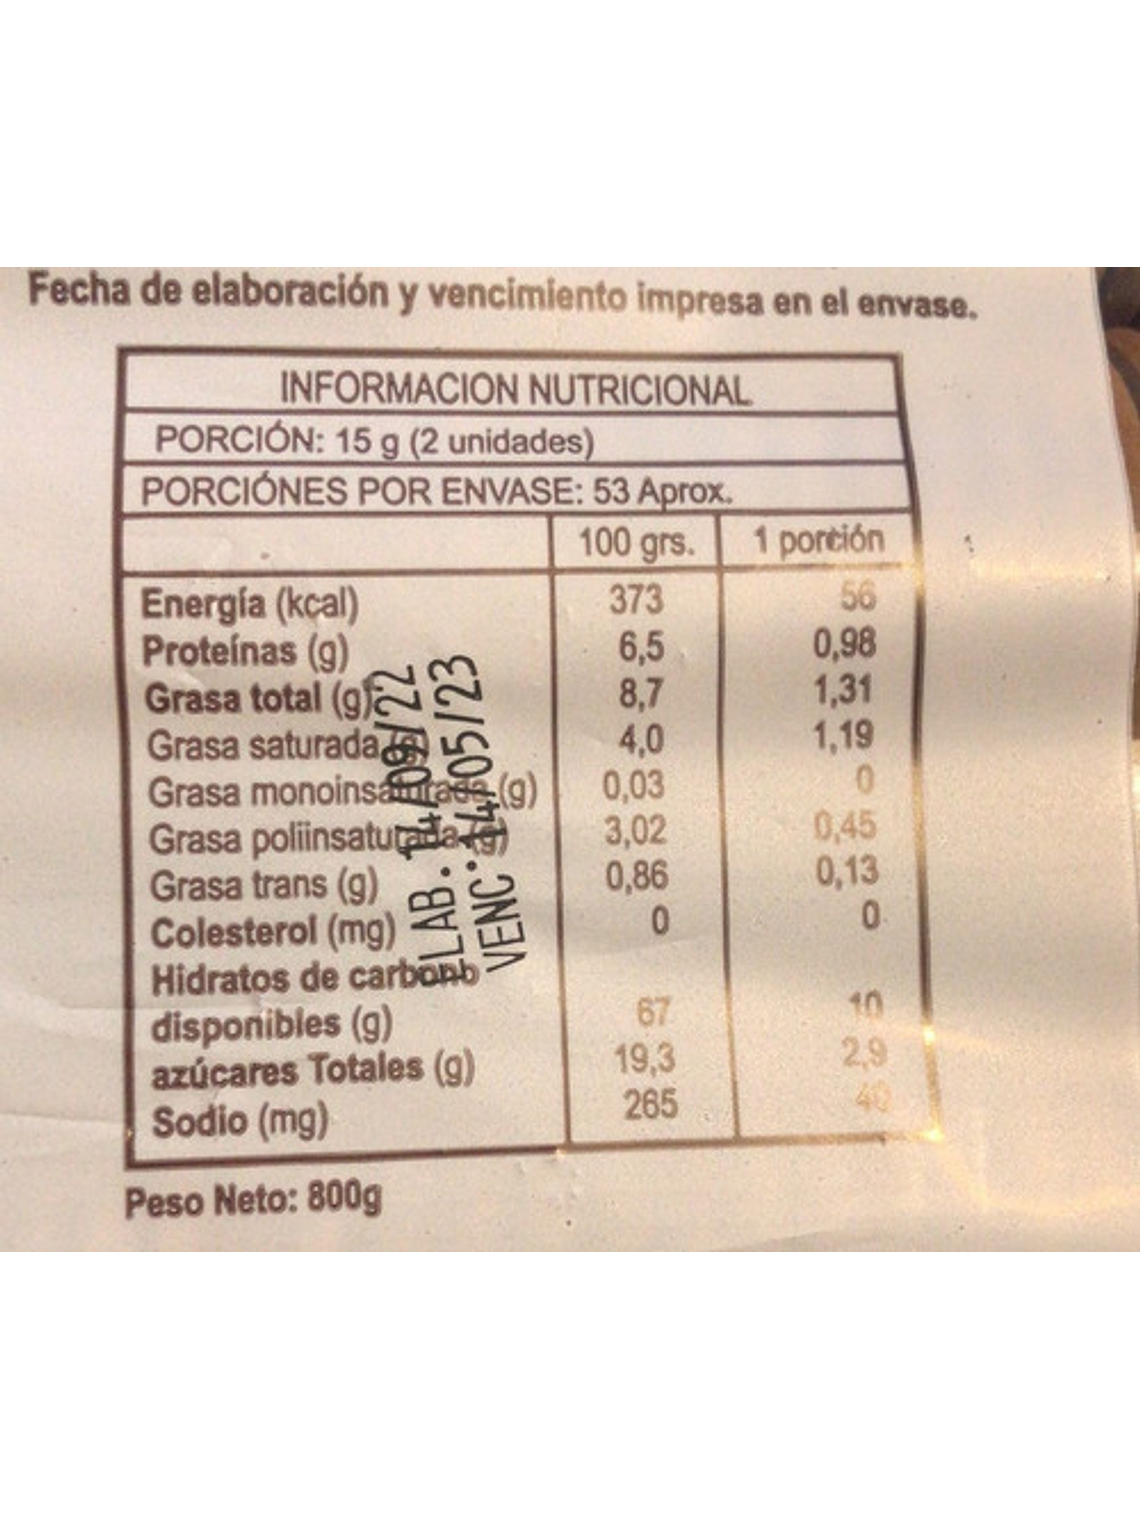 Fecha de elaboración y vencimiento impresa en el envase.
INFORMACION NUTRICIONAL
PORCIÓN: 15 g (2 unidades)
PORCIÓNES POR ENVASE: 53 Aprox.
100 grs. 1 porción
Energía (kcal) 373 56
Proteínas (g) 6,5 0,98
Grasa total (g) 8,7 1,31
Grasa saturada (g) 4,0 1,19
Grasa monoinsaturada (g) 0,03 0
Grasa poliinsaturada (g) 3,02 0,45
Grasa trans (g) 0,86 0,13
Colesterol (mg) 0 0
Hidratos de carbono
disponibles (g) 67 10
azúcares Totales (g) 19,3 2,9
Sodio (mg) 265 40
ELAB. 14/09/22
VENC: 14/05/23
Peso Neto: 800g